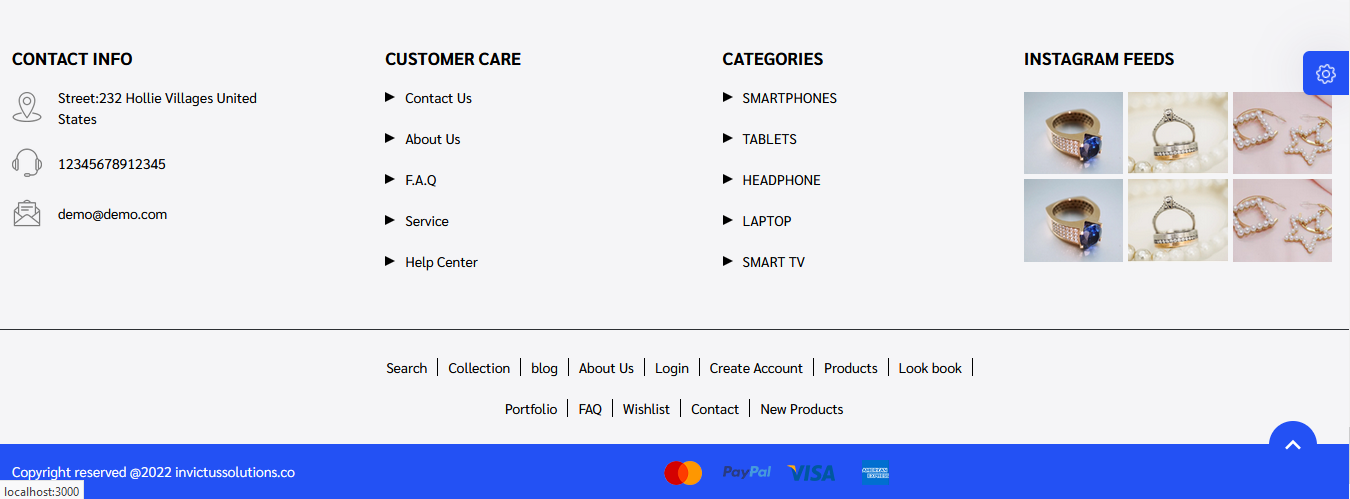 CONTACT INFO
Street:232 Hollie Villages United
States
12345678912345
demo@demo.com
CUSTOMER CARE
Contact Us
About Us
F.A.Q
Service
Help Center
CATEGORIES
SMARTPHONES
TABLETS
HEADPHONE
LAPTOP
SMART TV
INSTAGRAM FEEDS
Search | Collection | blog | About Us | Login | Create Account | Products | Look book |
Portfolio | FAQ | Wishlist | Contact | New Products
Copyright reserved @2022 invictussolutions.co
PayPal VISA AMERICAN EXPRESS
localhost:3000